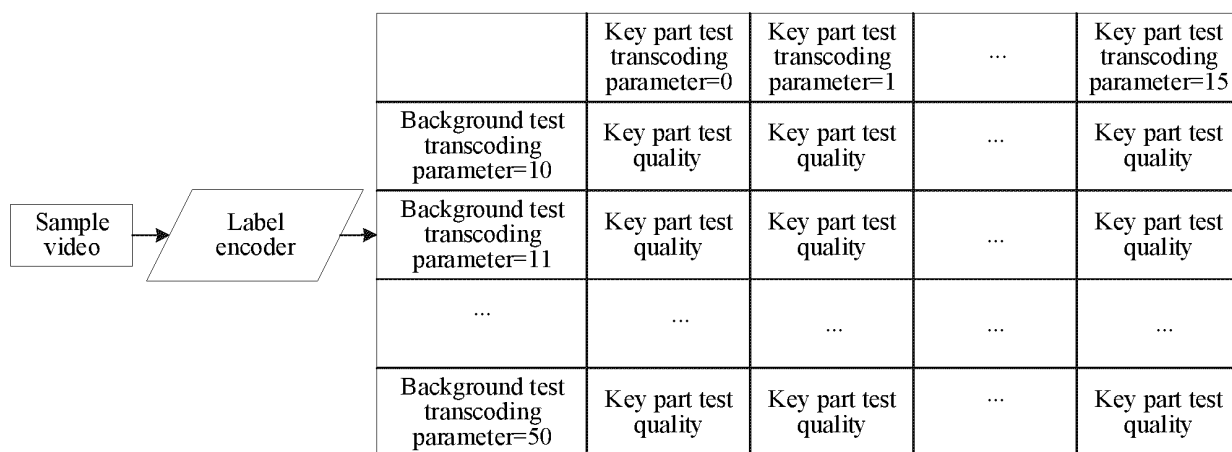 Key part test
transcoding
parameter=0
Key part test
transcoding
parameter=1
...
Key part test
transcoding
parameter=15
Background test
transcoding
parameter=10
Key part test
quality
Key part test
quality
...
Key part test
quality
Sample
video
Label
encoder
Background test
transcoding
parameter=11
Key part test
quality
Key part test
quality
...
Key part test
quality
...
...
...
...
...
Background test
transcoding
parameter=50
Key part test
quality
Key part test
quality
...
Key part test
quality